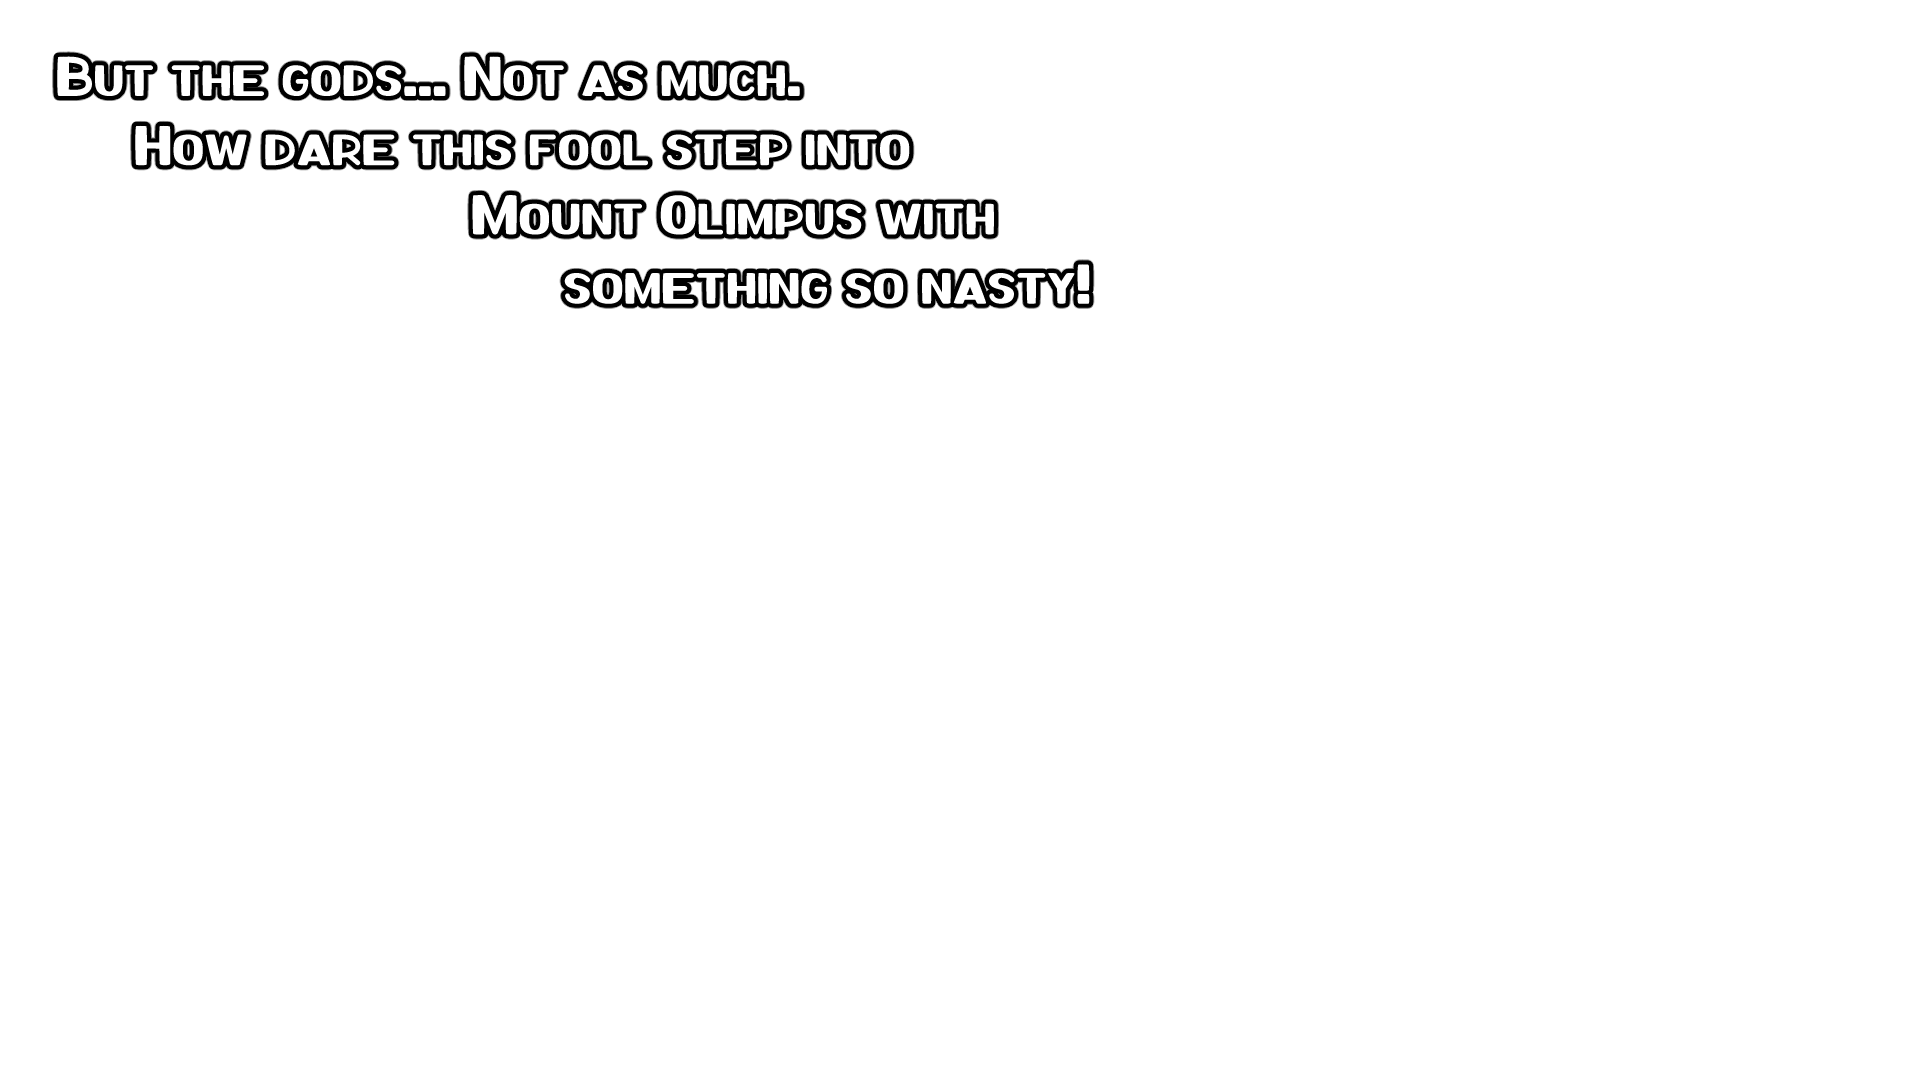 But the gods... Not as much.
How dare this fool step into
Mount Olimpus with
something so nasty!